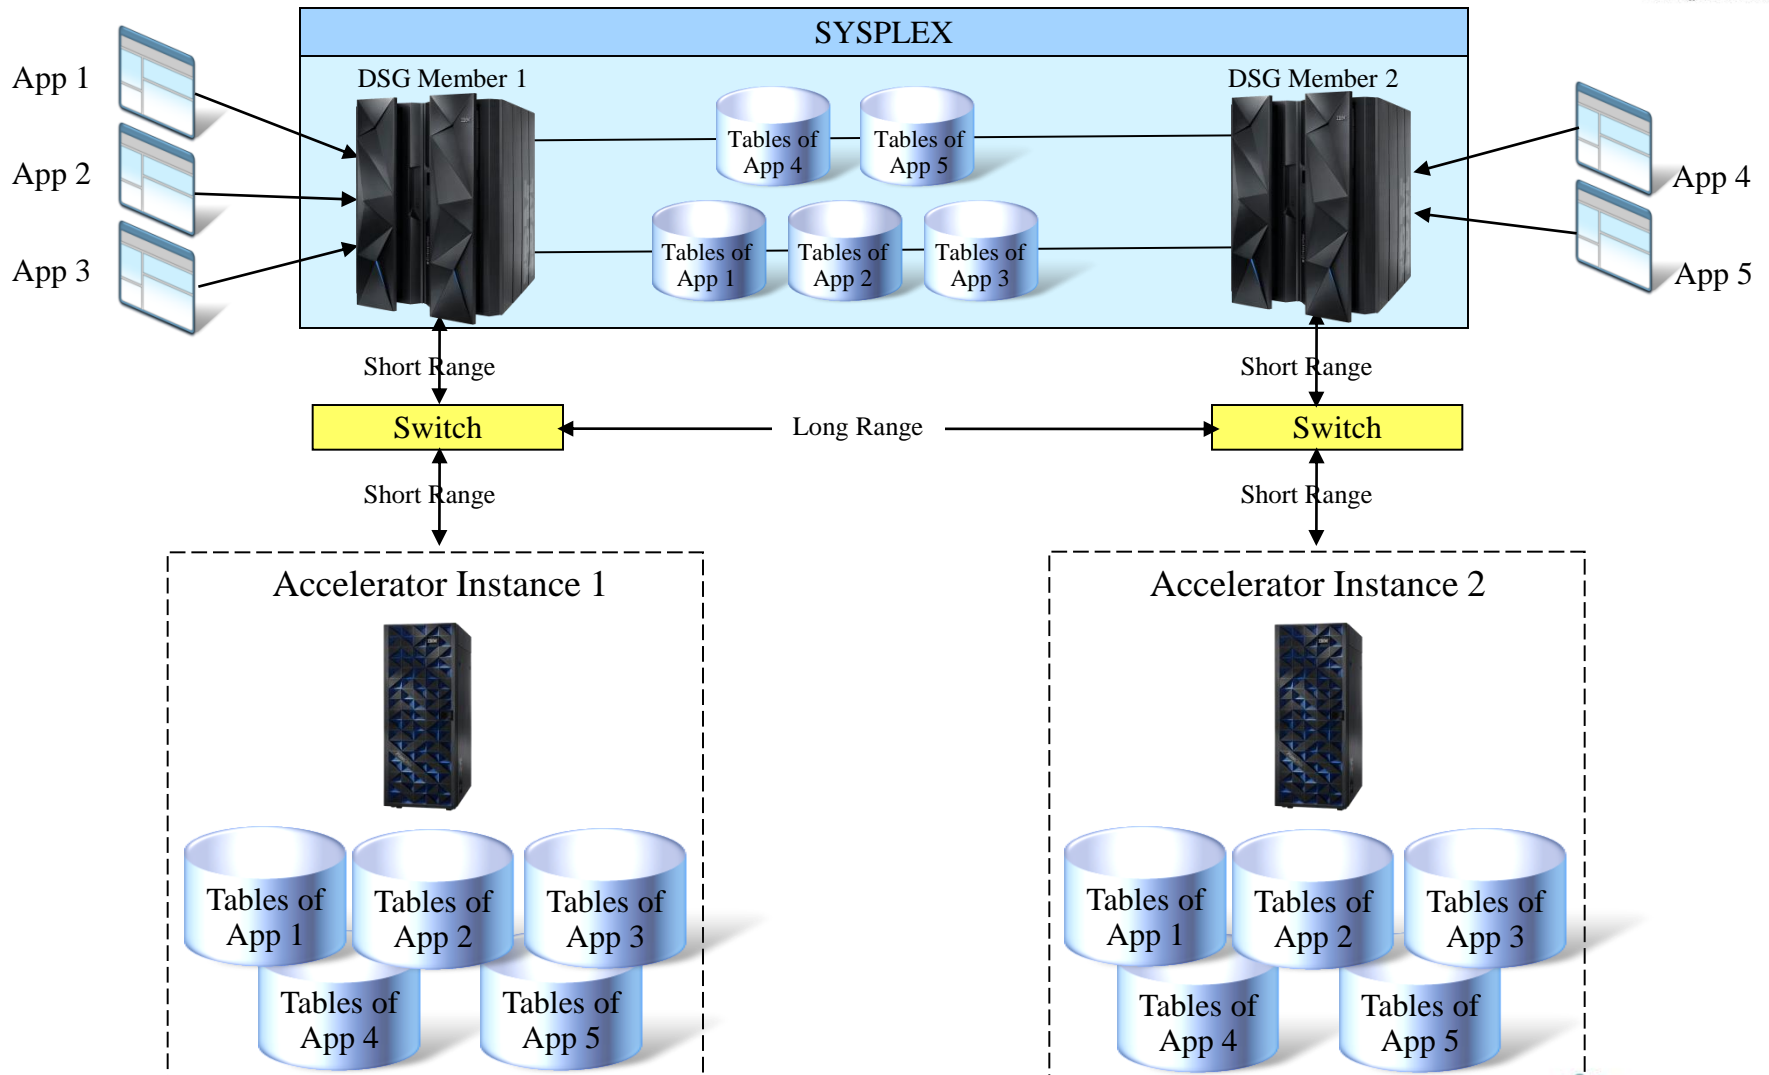 SYSPLEX
DSG Member 1
DSG Member 2
App 1
App 2
App 3
App 4
App 5
Tables of
App 4
Tables of
App 5
Tables of
App 1
Tables of
App 2
Tables of
App 3
Short Range
Short Range
Switch
Long Range
Switch
Short Range
Short Range
Accelerator Instance 1
Tables of
App 1
Tables of
App 2
Tables of
App 3
Tables of
App 4
Tables of
App 5
Accelerator Instance 2
Tables of
App 1
Tables of
App 2
Tables of
App 3
Tables of
App 4
Tables of
App 5